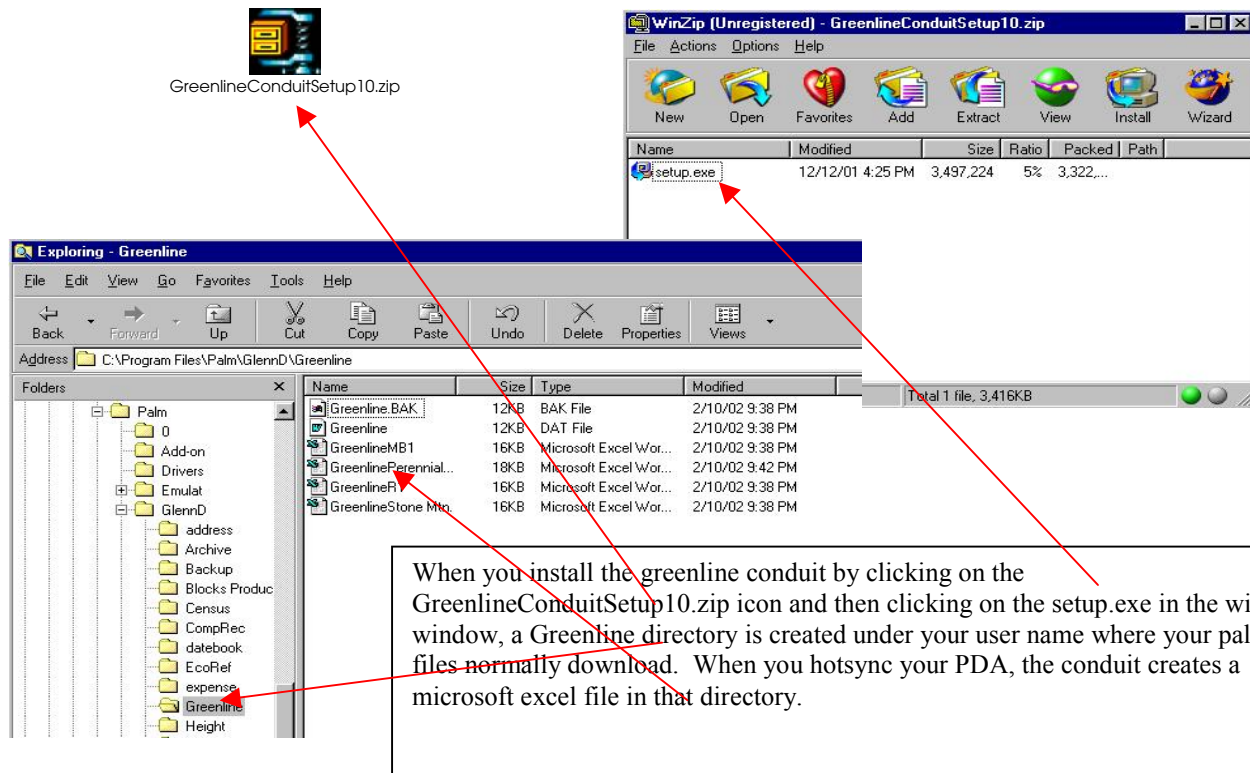 GreenlineConduitSetup10.zip
WinZip (Unregistered) - GreenlineConduitSetup10.zip
File Actions Options Help
New Open Favorites Add Extract View Install Wizard
Name Modified Size Ratio Packed Path
setup.exe 12/12/01 4:25 PM 3,497,224 5% 3,322,...
Total 1 file, 3,416KB
Exploring - Greenline
File Edit View Go Favorites Tools Help
Back Forward Up Cut Copy Paste Undo Delete Properties Views
Address C:\Program Files\Palm\GlennD\Greenline
Folders
Palm
0
Add-on
Drivers
Emulat
GlennD
address
Archive
Backup
Blocks Produc
Census
CompRec
datebook
EcoRef
expense
Greenline
Height
Name Size Type Modified
Greenline.BAK 12KB BAK File 2/10/02 9:38 PM
Greenline 12KB DAT File 2/10/02 9:38 PM
GreenlineMB1 16KB Microsoft Excel Wor... 2/10/02 9:38 PM
GreenlinePerennial... 18KB Microsoft Excel Wor... 2/10/02 9:42 PM
16KB Microsoft Excel Wor... 2/10/02 9:38 PM
GreenlineStone Mtn. 16KB Microsoft Excel Wor... 2/10/02 9:38 PM
When you install the greenline conduit by clicking on the
GreenlineConduitSetup10.zip icon and then clicking on the setup.exe in the wi
window, a Greenline directory is created under your user name where your pal
files normally download. When you hotsync your PDA, the conduit creates a
microsoft excel file in that directory.